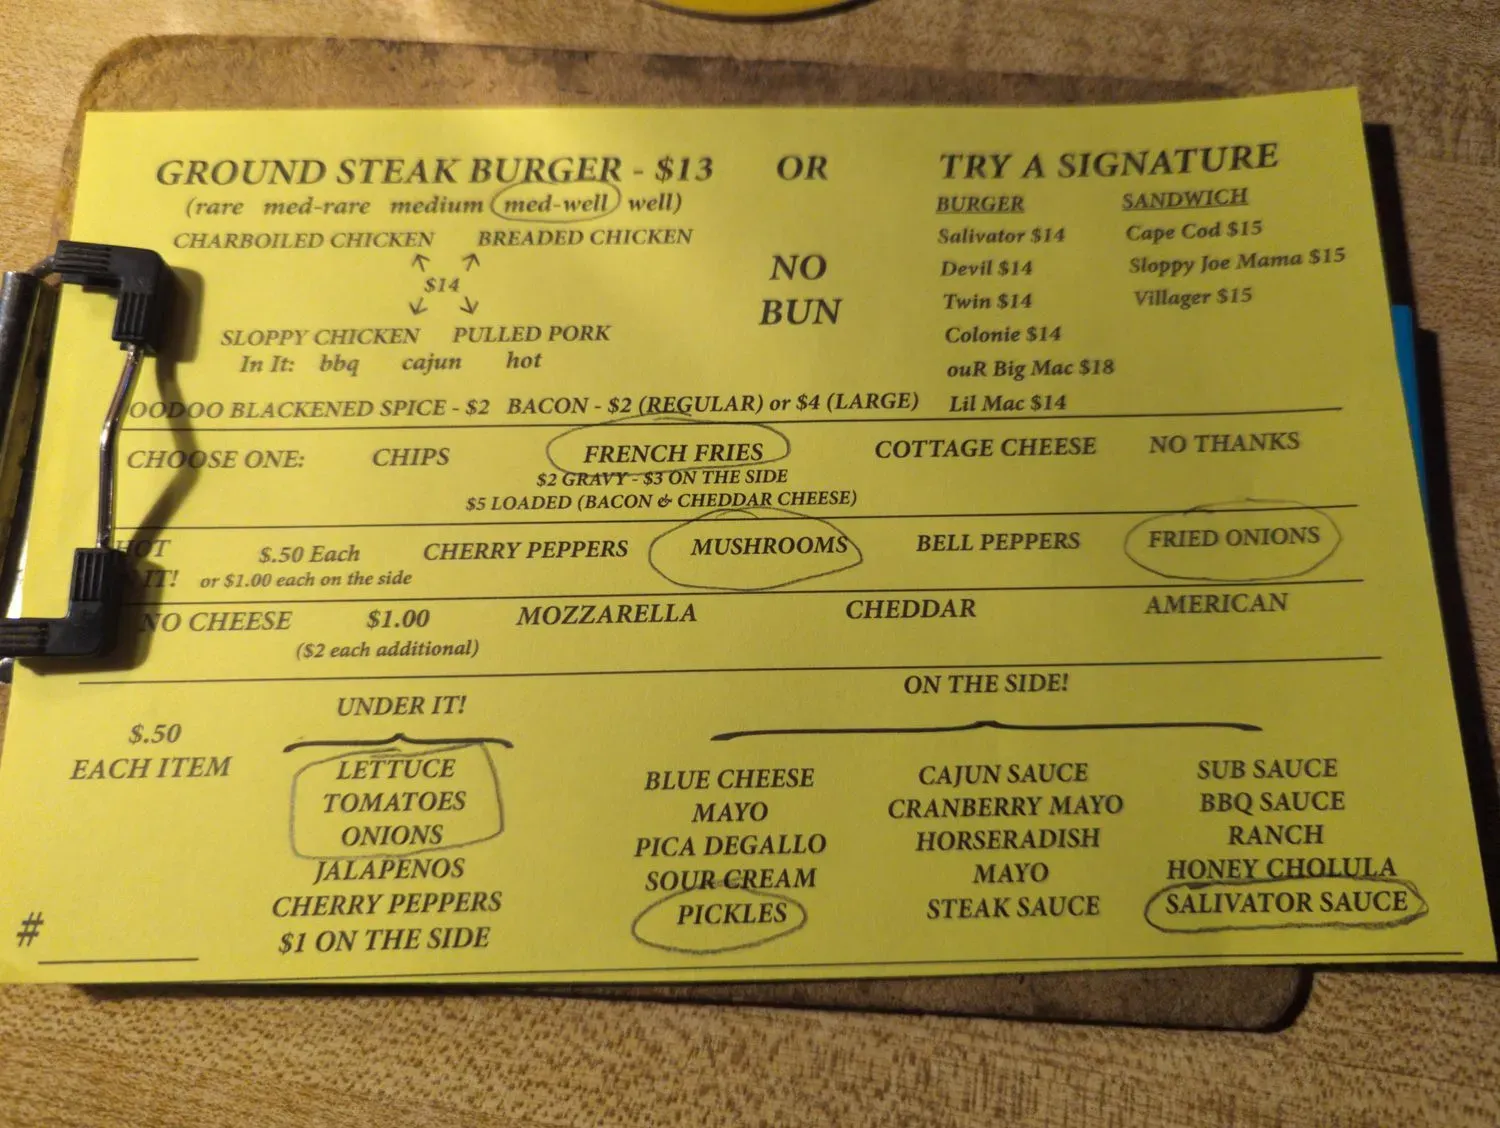 GROUND STEAK BURGER - $13
(rare med-rare medium med-well well)
CHARBOILED CHICKEN BREADED CHICKEN
$14
SLOPPY CHICKEN PULLED PORK
In It: bbq cajun hot
OR
NO
BUN
TRY A SIGNATURE
BURGER
Salivator $14
Devil $14
Twin $14
Colonie $14
ouR Big Mac $18
Lil Mac $14
SANDWICH
Cape Cod $15
Sloppy Joe Mama $15
Villager $15
OODOO BLACKENED SPICE - $2 BACON - $2 (REGULAR) or $4 (LARGE)
CHOOSE ONE: CHIPS FRENCH FRIES COTTAGE CHEESE NO THANKS
$2 GRAVY - $3 ON THE SIDE
$5 LOADED (BACON & CHEDDAR CHEESE)
HOT $.50 Each CHERRY PEPPERS MUSHROOMS BELL PEPPERS FRIED ONIONS
IT! or $1.00 each on the side
NO CHEESE $1.00 MOZZARELLA CHEDDAR AMERICAN
($2 each additional)
$.50
EACH ITEM
UNDER IT!
LETTUCE
TOMATOES
ONIONS
JALAPENOS
CHERRY PEPPERS
$1 ON THE SIDE
ON THE SIDE!
BLUE CHEESE
MAYO
PICA DEGALLO
SOUR CREAM
PICKLES
CAJUN SAUCE
CRANBERRY MAYO
HORSERADISH
MAYO
STEAK SAUCE
SUB SAUCE
BBQ SAUCE
RANCH
HONEY CHOLULA
SALIVATOR SAUCE
#